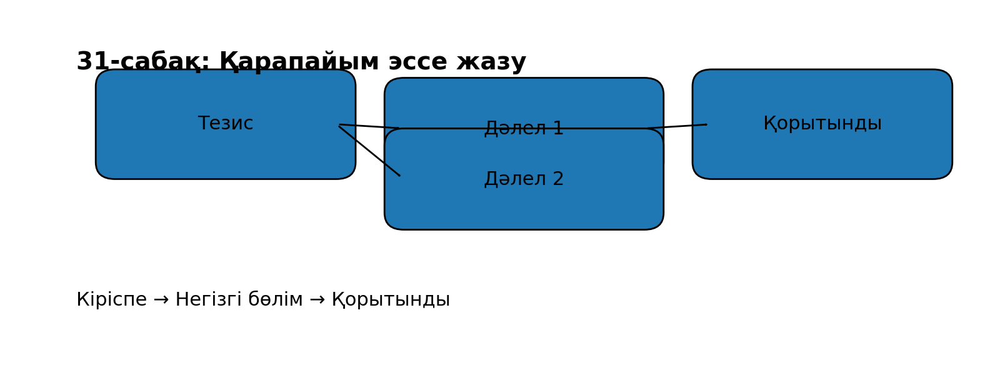 31-сабақ: Қарапайым эссе жазу
Тезис
Дәлел 1
Дәлел 2
Қорытынды
Кіріспе → Негізгі бөлім → Қорытынды